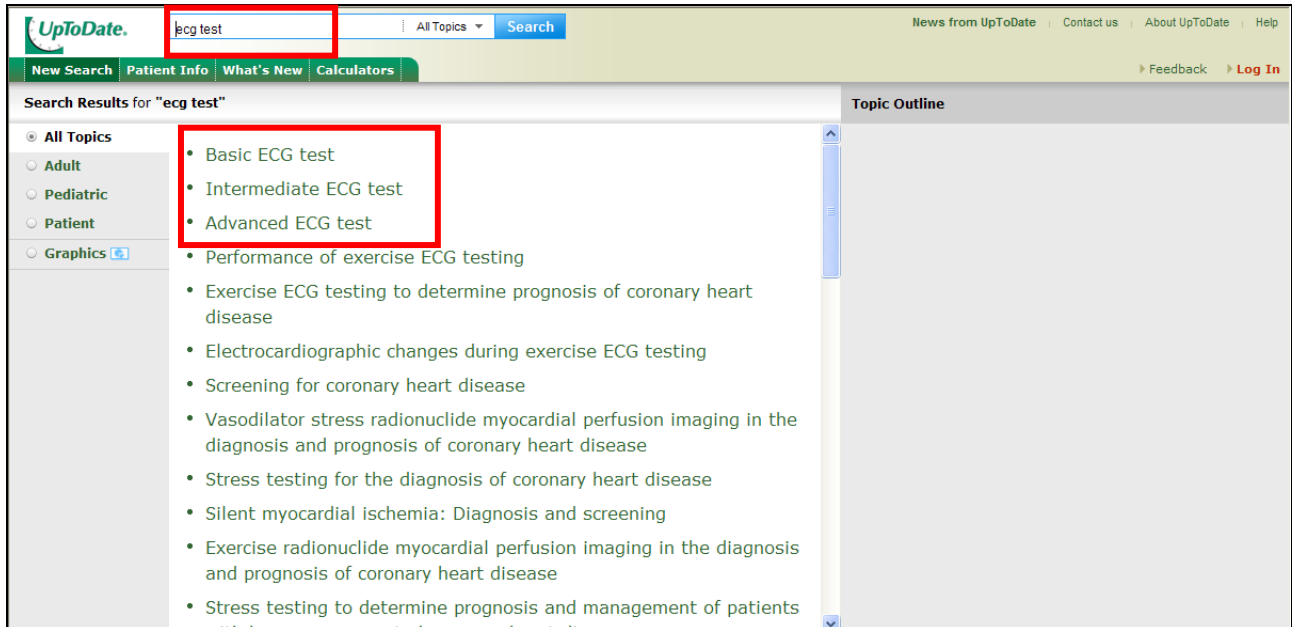 UpToDate.
ecg test
All Topics
Search
News from UpToDate
Contact us
About UpToDate
Help
New Search
Patient Info
What's New
Calculators
Feedback
Log In
Search Results for "ecg test"
Topic Outline
All Topics
Adult
Pediatric
Patient
Graphics
• Basic ECG test
• Intermediate ECG test
• Advanced ECG test
• Performance of exercise ECG testing
• Exercise ECG testing to determine prognosis of coronary heart
disease
• Electrocardiographic changes during exercise ECG testing
• Screening for coronary heart disease
• Vasodilator stress radionuclide myocardial perfusion imaging in the
diagnosis and prognosis of coronary heart disease
• Stress testing for the diagnosis of coronary heart disease
• Silent myocardial ischemia: Diagnosis and screening
• Exercise radionuclide myocardial perfusion imaging in the diagnosis
and prognosis of coronary heart disease
• Stress testing to determine prognosis and management of patients